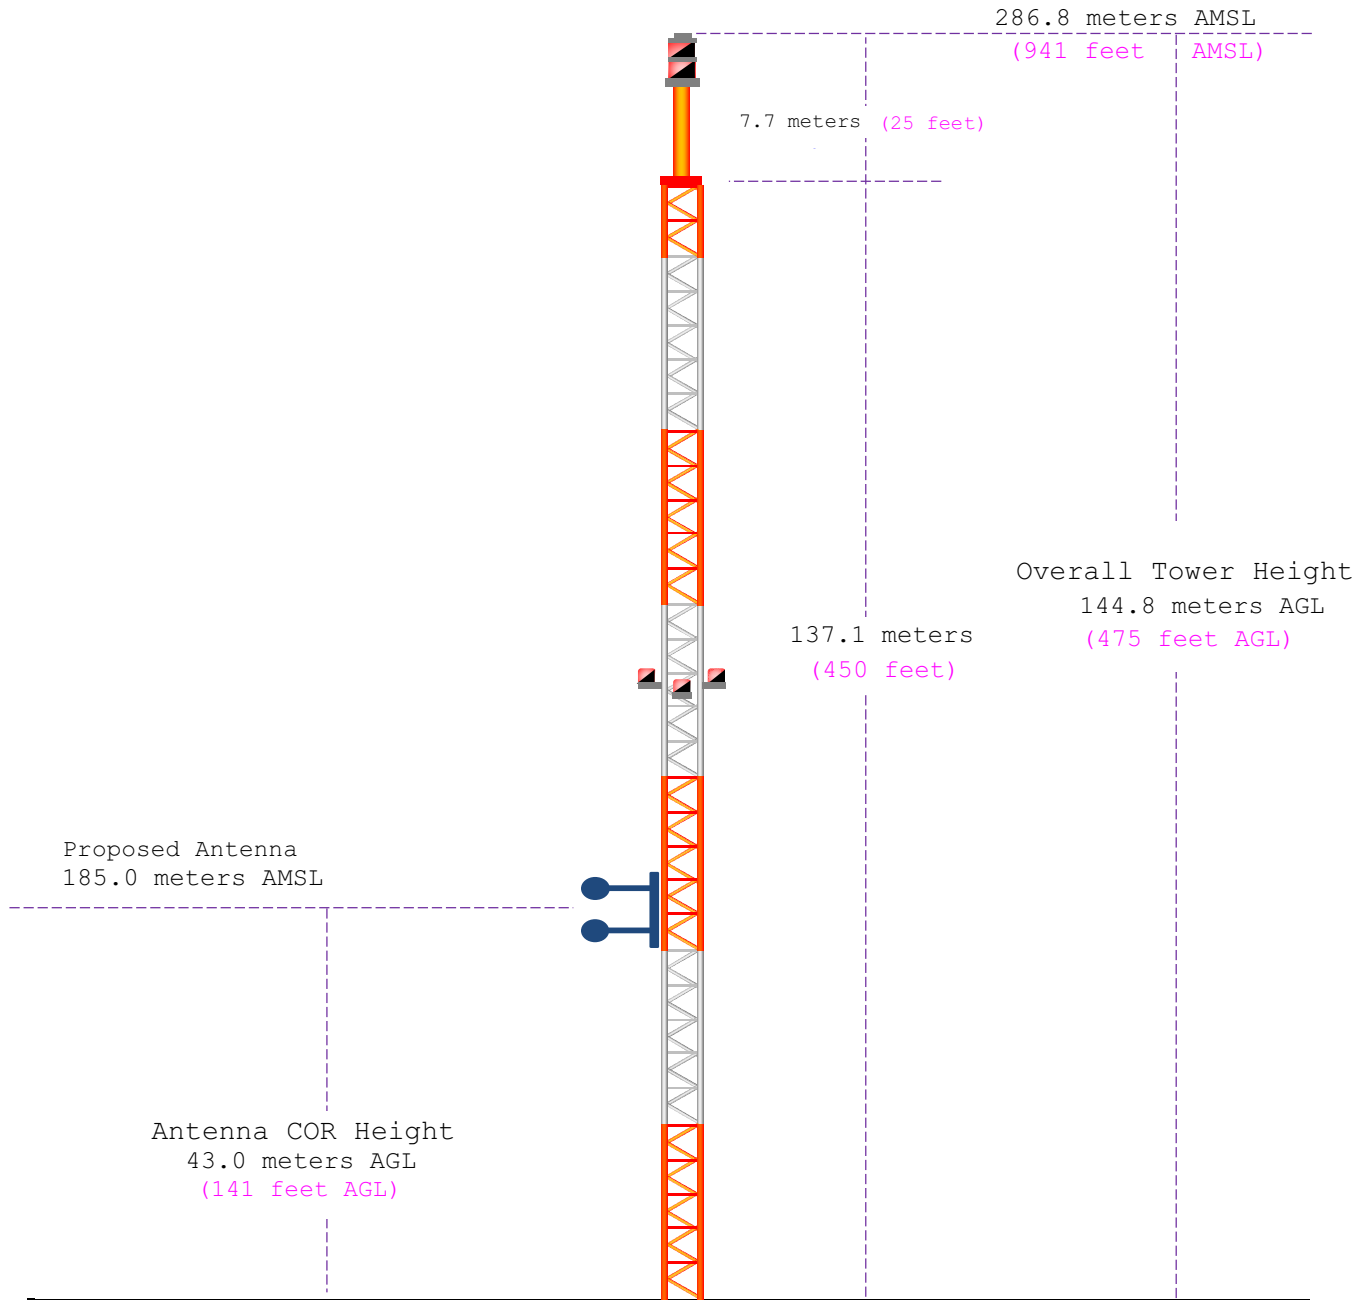 286.8 meters AMSL
(941 feet AMSL)
7.7 meters (25 feet)
Overall Tower Height
144.8 meters AGL
(475 feet AGL)
137.1 meters
(450 feet)
Proposed Antenna
185.0 meters AMSL
Antenna COR Height
43.0 meters AGL
(141 feet AGL)